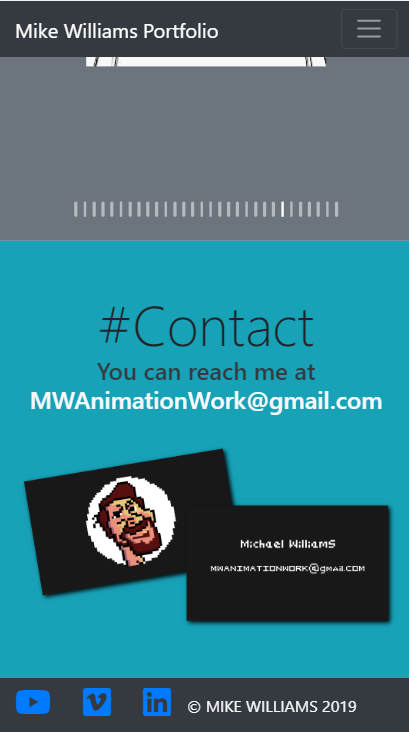 Mike Williams Portfolio
#Contact
You can reach me at
MWAnimationWork@gmail.com
Michael WilliamS
MWANIMATIONWORK@gmail.com
© MIKE WILLIAMS 2019